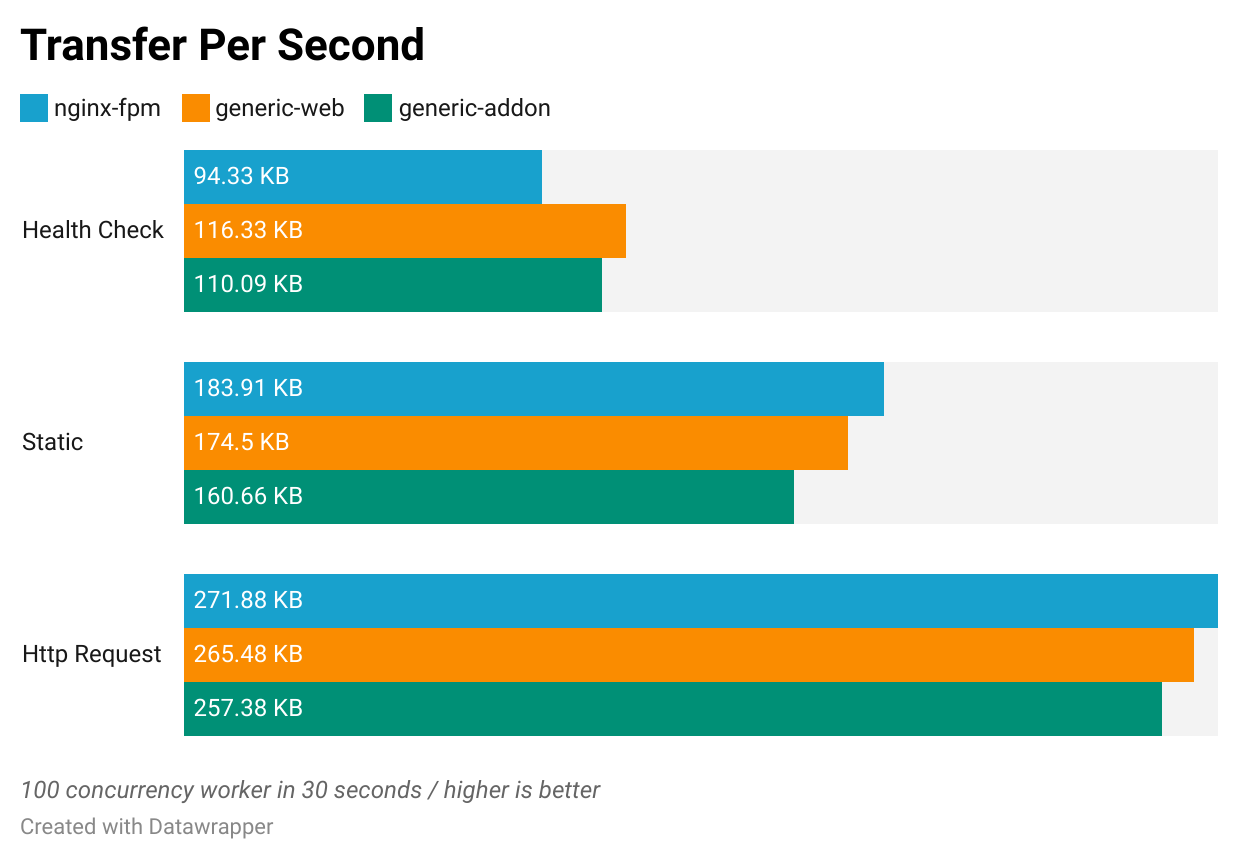 Transfer Per Second
nginx-fpm generic-web generic-addon
94.33 KB
Health Check 116.33 KB
110.09 KB
183.91 KB
Static 174.5 KB
160.66 KB
271.88 KB
Http Request 265.48 KB
257.38 KB
100 concurrency worker in 30 seconds / higher is better
Created with Datawrapper